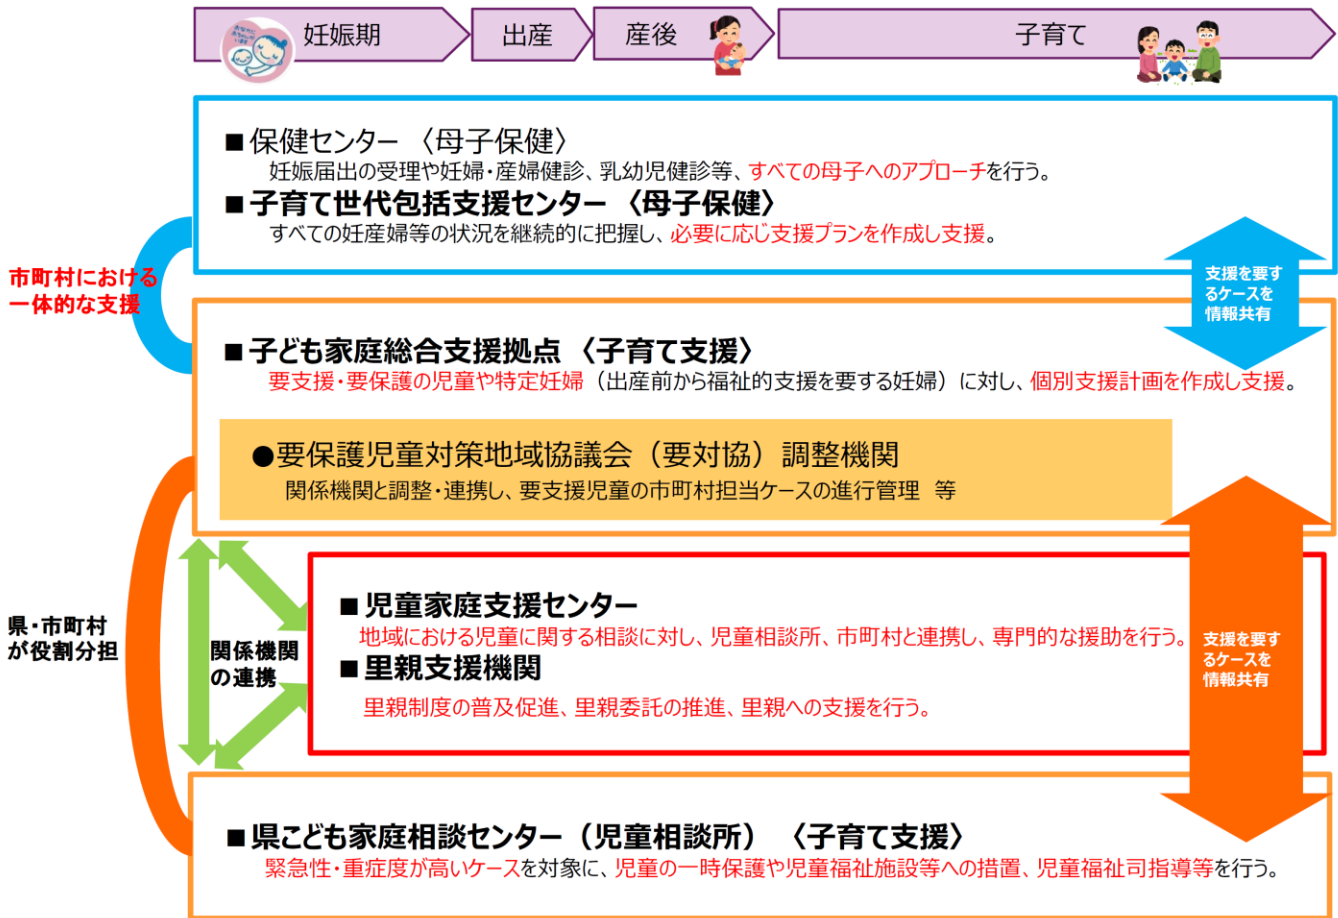 妊娠期
出産
産後
子育て
■保健センター 〈母子保健〉
妊娠届出の受理や妊婦・産婦健診、乳幼児健診等、すべての母子へのアプローチを行う。
■子育て世代包括支援センター 〈母子保健〉
すべての妊産婦等の状況を継続的に把握し、必要に応じ支援プランを作成し支援。
市町村における
一体的な支援
支援を要す
るケースを
情報共有
■子ども家庭総合支援拠点 〈子育て支援〉
要支援・要保護の児童や特定妊婦（出産前から福祉的支援を要する妊婦）に対し、個別支援計画を作成し支援。
●要保護児童対策地域協議会（要対協）調整機関
関係機関と調整・連携し、要支援児童の市町村担当ケースの進行管理 等
県・市町村
が役割分担
関係機関
の連携
■児童家庭支援センター
地域における児童に関する相談に対し、児童相談所、市町村と連携し、専門的な援助を行う。
■里親支援機関
里親制度の普及促進、里親委託の推進、里親への支援を行う。
支援を要す
るケースを
情報共有
■県こども家庭相談センター（児童相談所） 〈子育て支援〉
緊急性・重症度が高いケースを対象に、児童の一時保護や児童福祉施設等への措置、児童福祉司指導等を行う。